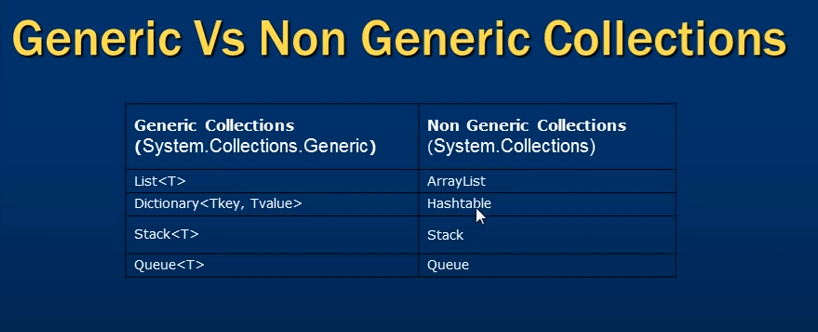 Generic Vs Non Generic Collections
Generic Collections Non Generic Collections
(System.Collections.Generic) (System.Collections)
List<T> ArrayList
Dictionary<Tkey, Tvalue> Hashtable
Stack<T> Stack
Queue<T> Queue